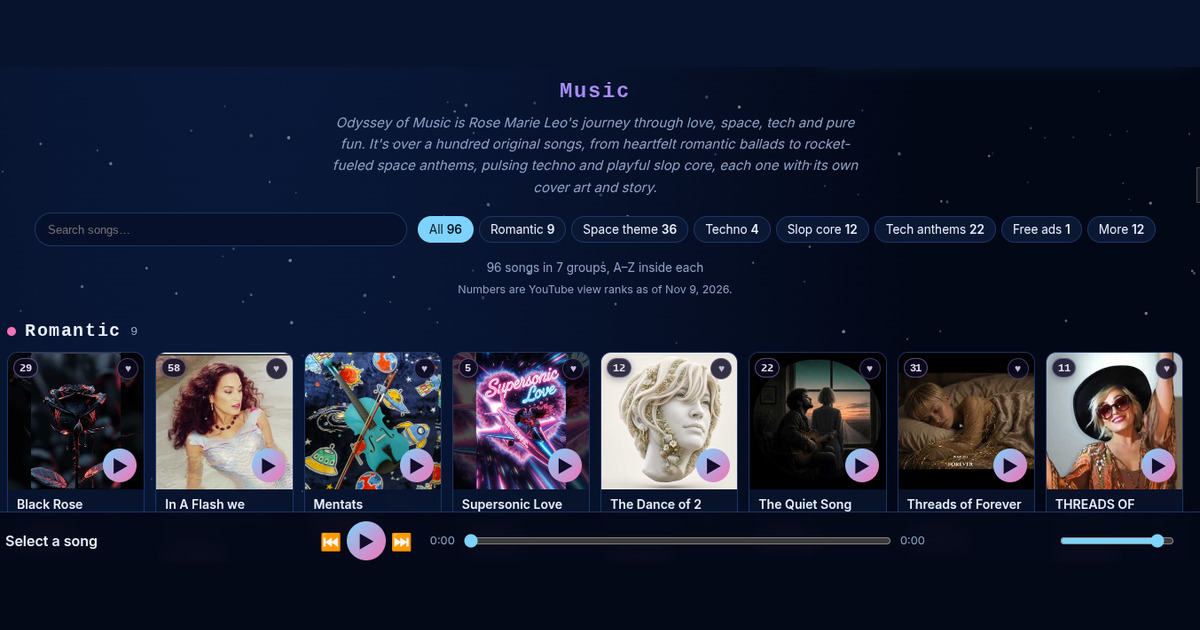 Music
Odyssey of Music is Rose Marie Leo's journey through love, space, tech and pure
fun. It's over a hundred original songs, from heartfelt romantic ballads to rocket-
fueled space anthems, pulsing techno and playful slop core, each one with its own
cover art and story.
Search songs...
All 96
Romantic 9
Space theme 36
Techno 4
Slop core 12
Tech anthems 22
Free ads 1
More 12
96 songs in 7 groups, A–Z inside each
Numbers are YouTube view ranks as of Nov 9, 2026.
Romantic 9
29
58
5
12
22
31
11
Supersonic
Love
FOREVER
Black Rose
In A Flash we
Mentats
Supersonic Love
The Dance of 2
The Quiet Song
Threads of Forever
THREADS OF
Select a song
0:00
0:00